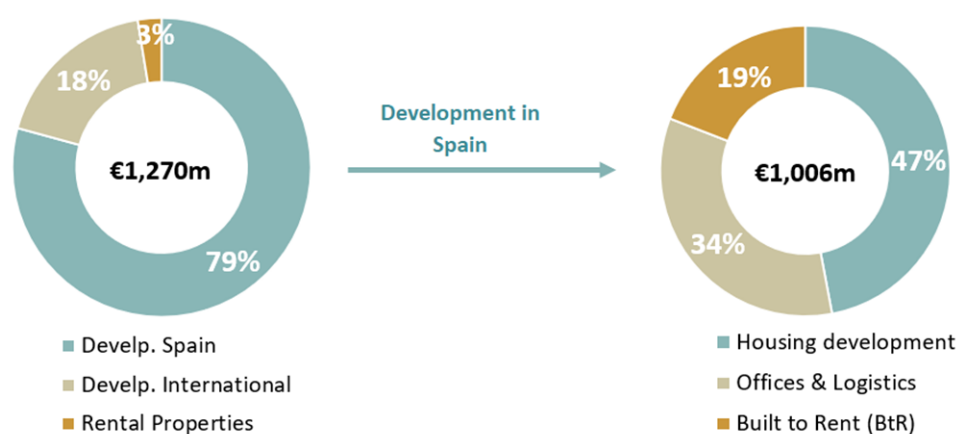 3%
18%
€1,270m
79%
Develp. Spain
Develp. International
Rental Properties
Development in
Spain
19%
47%
€1,006m
34%
Housing development
Offices & Logistics
Built to Rent (BtR)